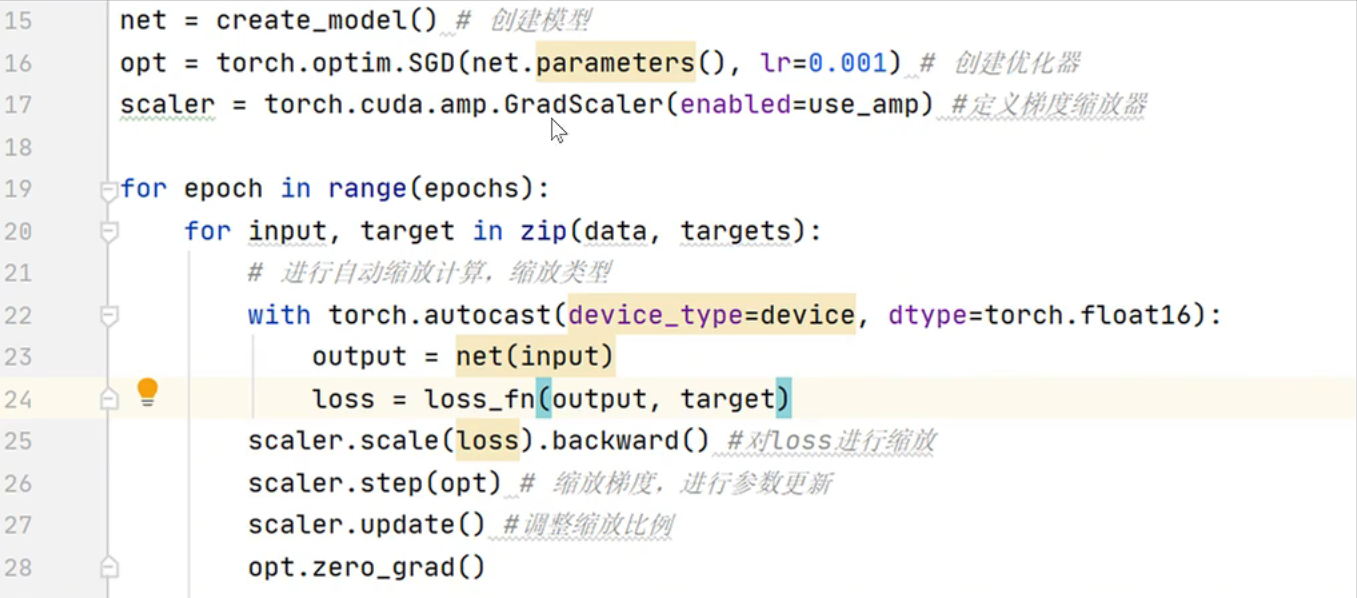 15 net = create_model() # 创建模型
16 opt = torch.optim.SGD(net.parameters(), lr=0.001) # 创建优化器
17 scaler = torch.cuda.amp.GradScaler(enabled=use_amp) #定义梯度缩放器
18
19 for epoch in range(epochs):
20 for input, target in zip(data, targets):
21 # 进行自动缩放计算，缩放类型
22 with torch.autocast(device_type=device, dtype=torch.float16):
23 output = net(input)
24 loss = loss_fn(output, target)
25 scaler.scale(loss).backward() #对loss进行缩放
26 scaler.step(opt) # 缩放梯度，进行参数更新
27 scaler.update() #调整缩放比例
28 opt.zero_grad()